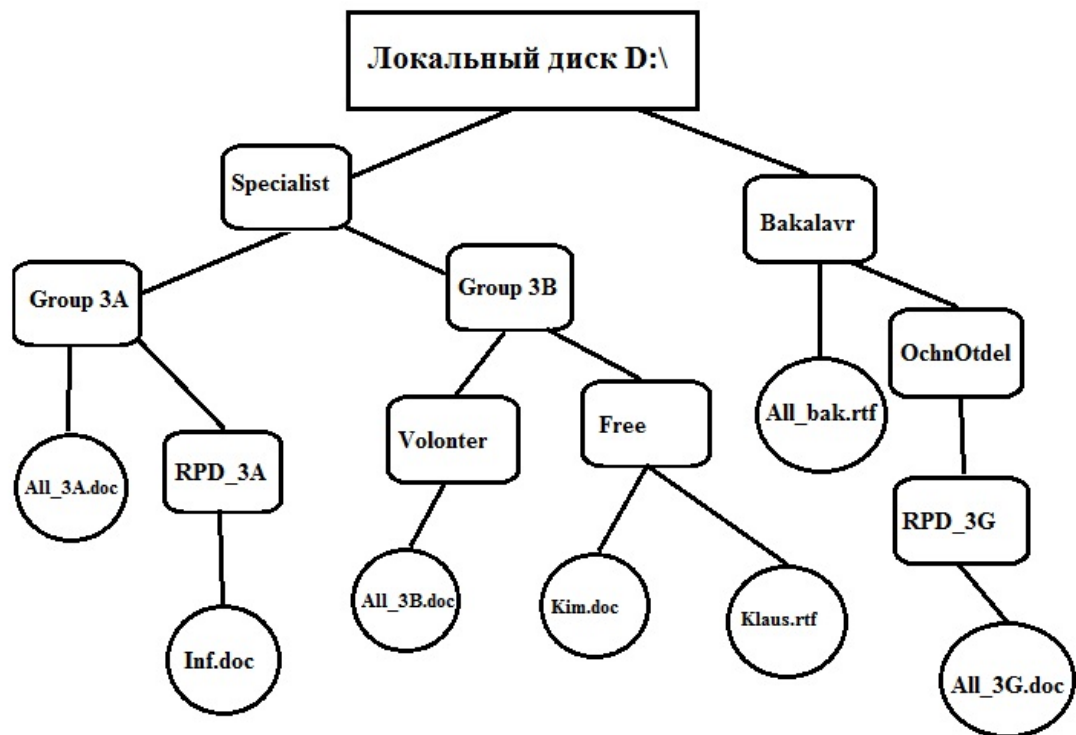 Локальный диск D:\
Specialist
Bakalavr
Group 3A
Group 3B
OchnOtdel
All_bak.rtf
Volonter
Free
RPD_3A
All_3A.doc
RPD_3G
All_3B.doc
Kim.doc
Klaus.rtf
Inf.doc
All_3G.doc